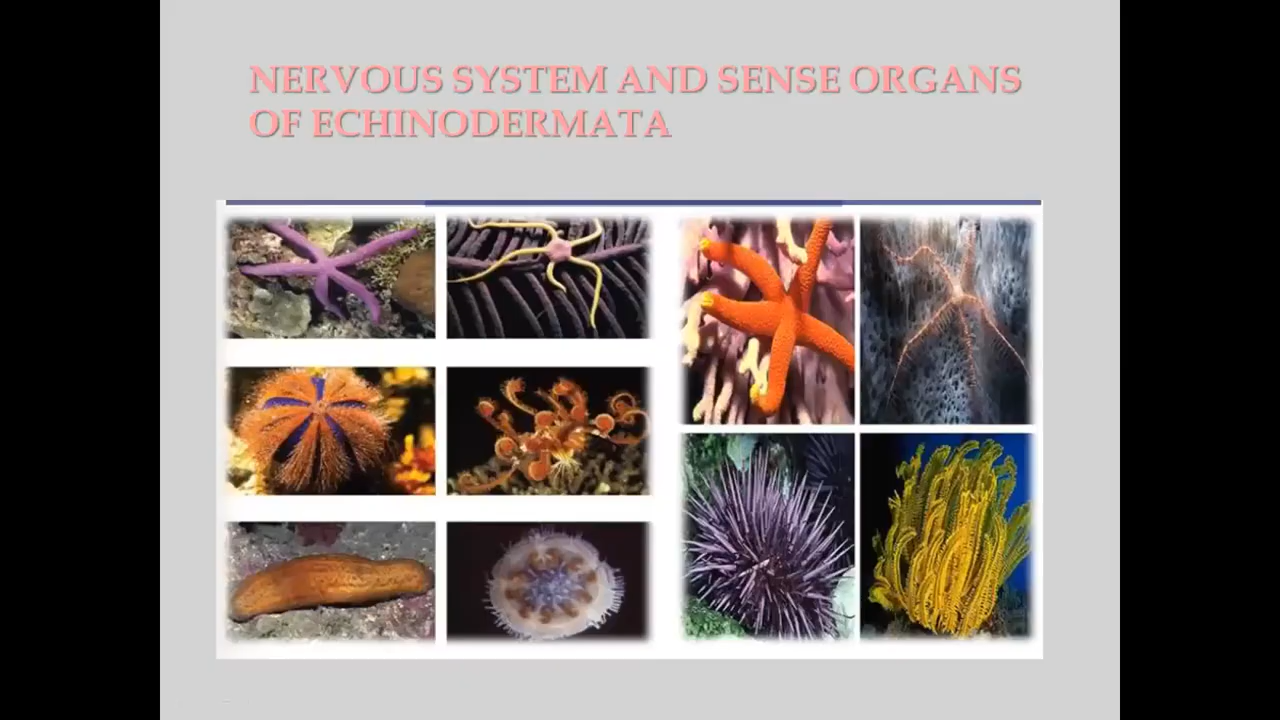 NERVOUS SYSTEM AND SENSE ORGANS
OF ECHINODERMATA